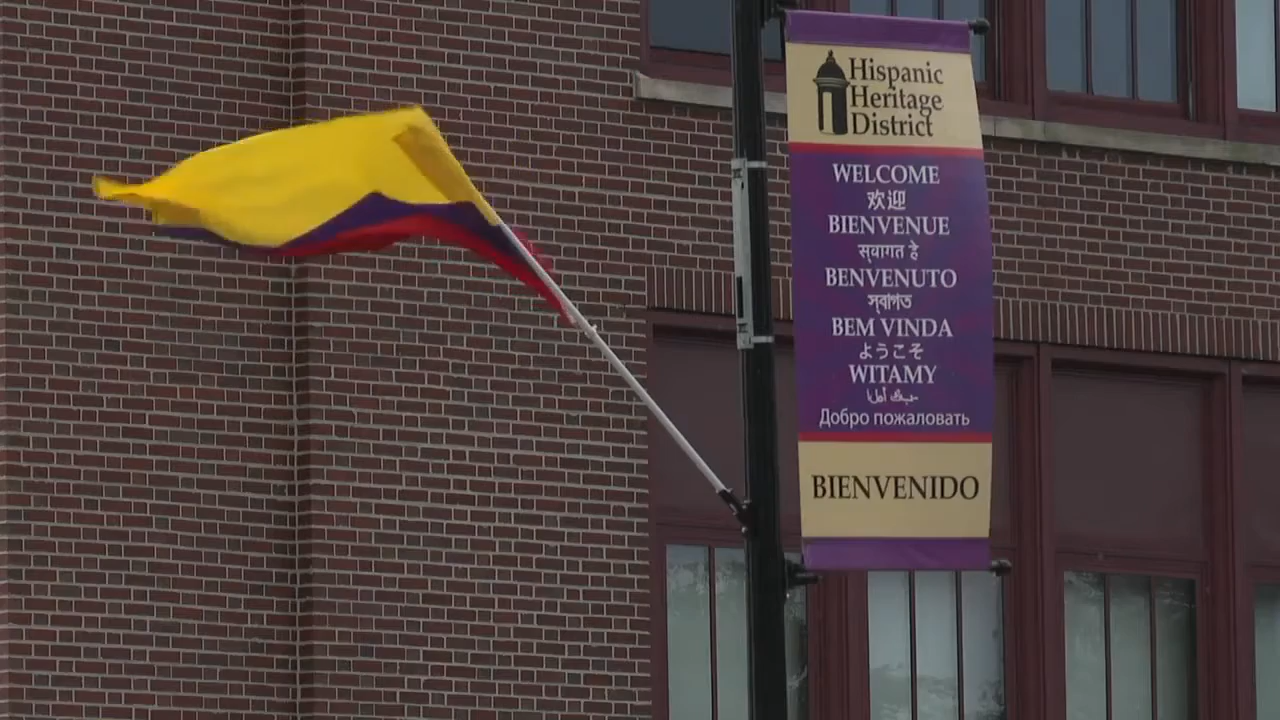 Hispanic
Heritage
District
WELCOME
欢迎
BIENVENUE
स्वागत हे
BENVENUTO
স্বাগত
BEM VINDA
ようこそ
WITAMY
Добро пожаловать
BIENVENIDO